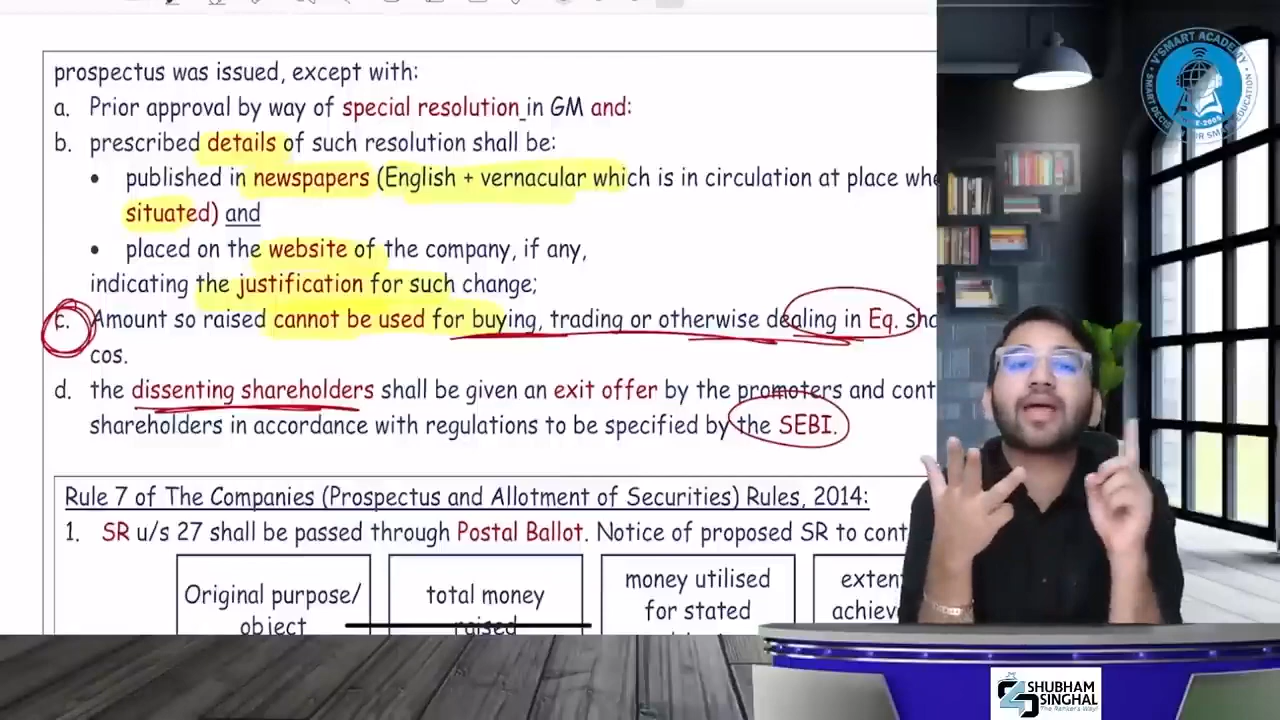 prospectus was issued, except with:
a. Prior approval by way of special resolution in GM and:
b. prescribed details of such resolution shall be:
• published in newspapers (English + vernacular which is in circulation at place
situated) and
• placed on the website of the company, if any,
indicating the justification for such change;
c. Amount so raised cannot be used for buying, trading or otherwise dealing in Eq.
cos.
d. the dissenting shareholders shall be given an exit offer by the promoters and
shareholders in accordance with regulations to be specified by the SEBI.
Rule 7 of The Companies (Prospectus and Allotment of Securities) Rules, 2014:
1. SR u/s 27 shall be passed through Postal Ballot. Notice of proposed SR to
Original purpose/
object
total money
raised
money utilised
for stated
V'SMART ACADEMY
SHUBHAM
SINGHAL
The Rankers Way!